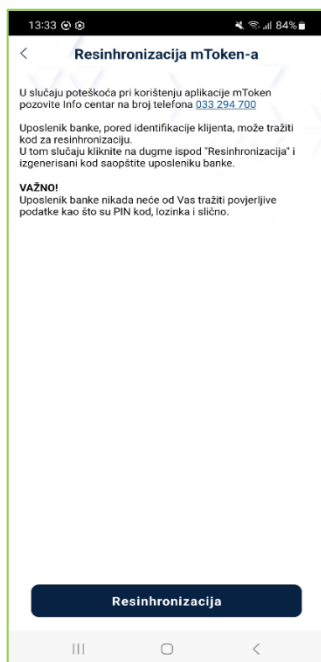 13:33 84%
Resinhronizacija mToken-a
U slučaju poteškoća pri korištenju aplikacije mToken
pozovite Info centar na broj telefona 033 294 700
Uposlenik banke, pored identifikacije klijenta, može tražiti
kod za resinhronizaciju.
U tom slučaju kliknite na dugme ispod "Resinhronizacija" i
izgenerisani kod saopštite uposleniku banke.
VAŽNO!
Uposlenik banke nikada neće od Vas tražiti povjerljive
podatke kao što su PIN kod, lozinka i slično.
Resinhronizacija